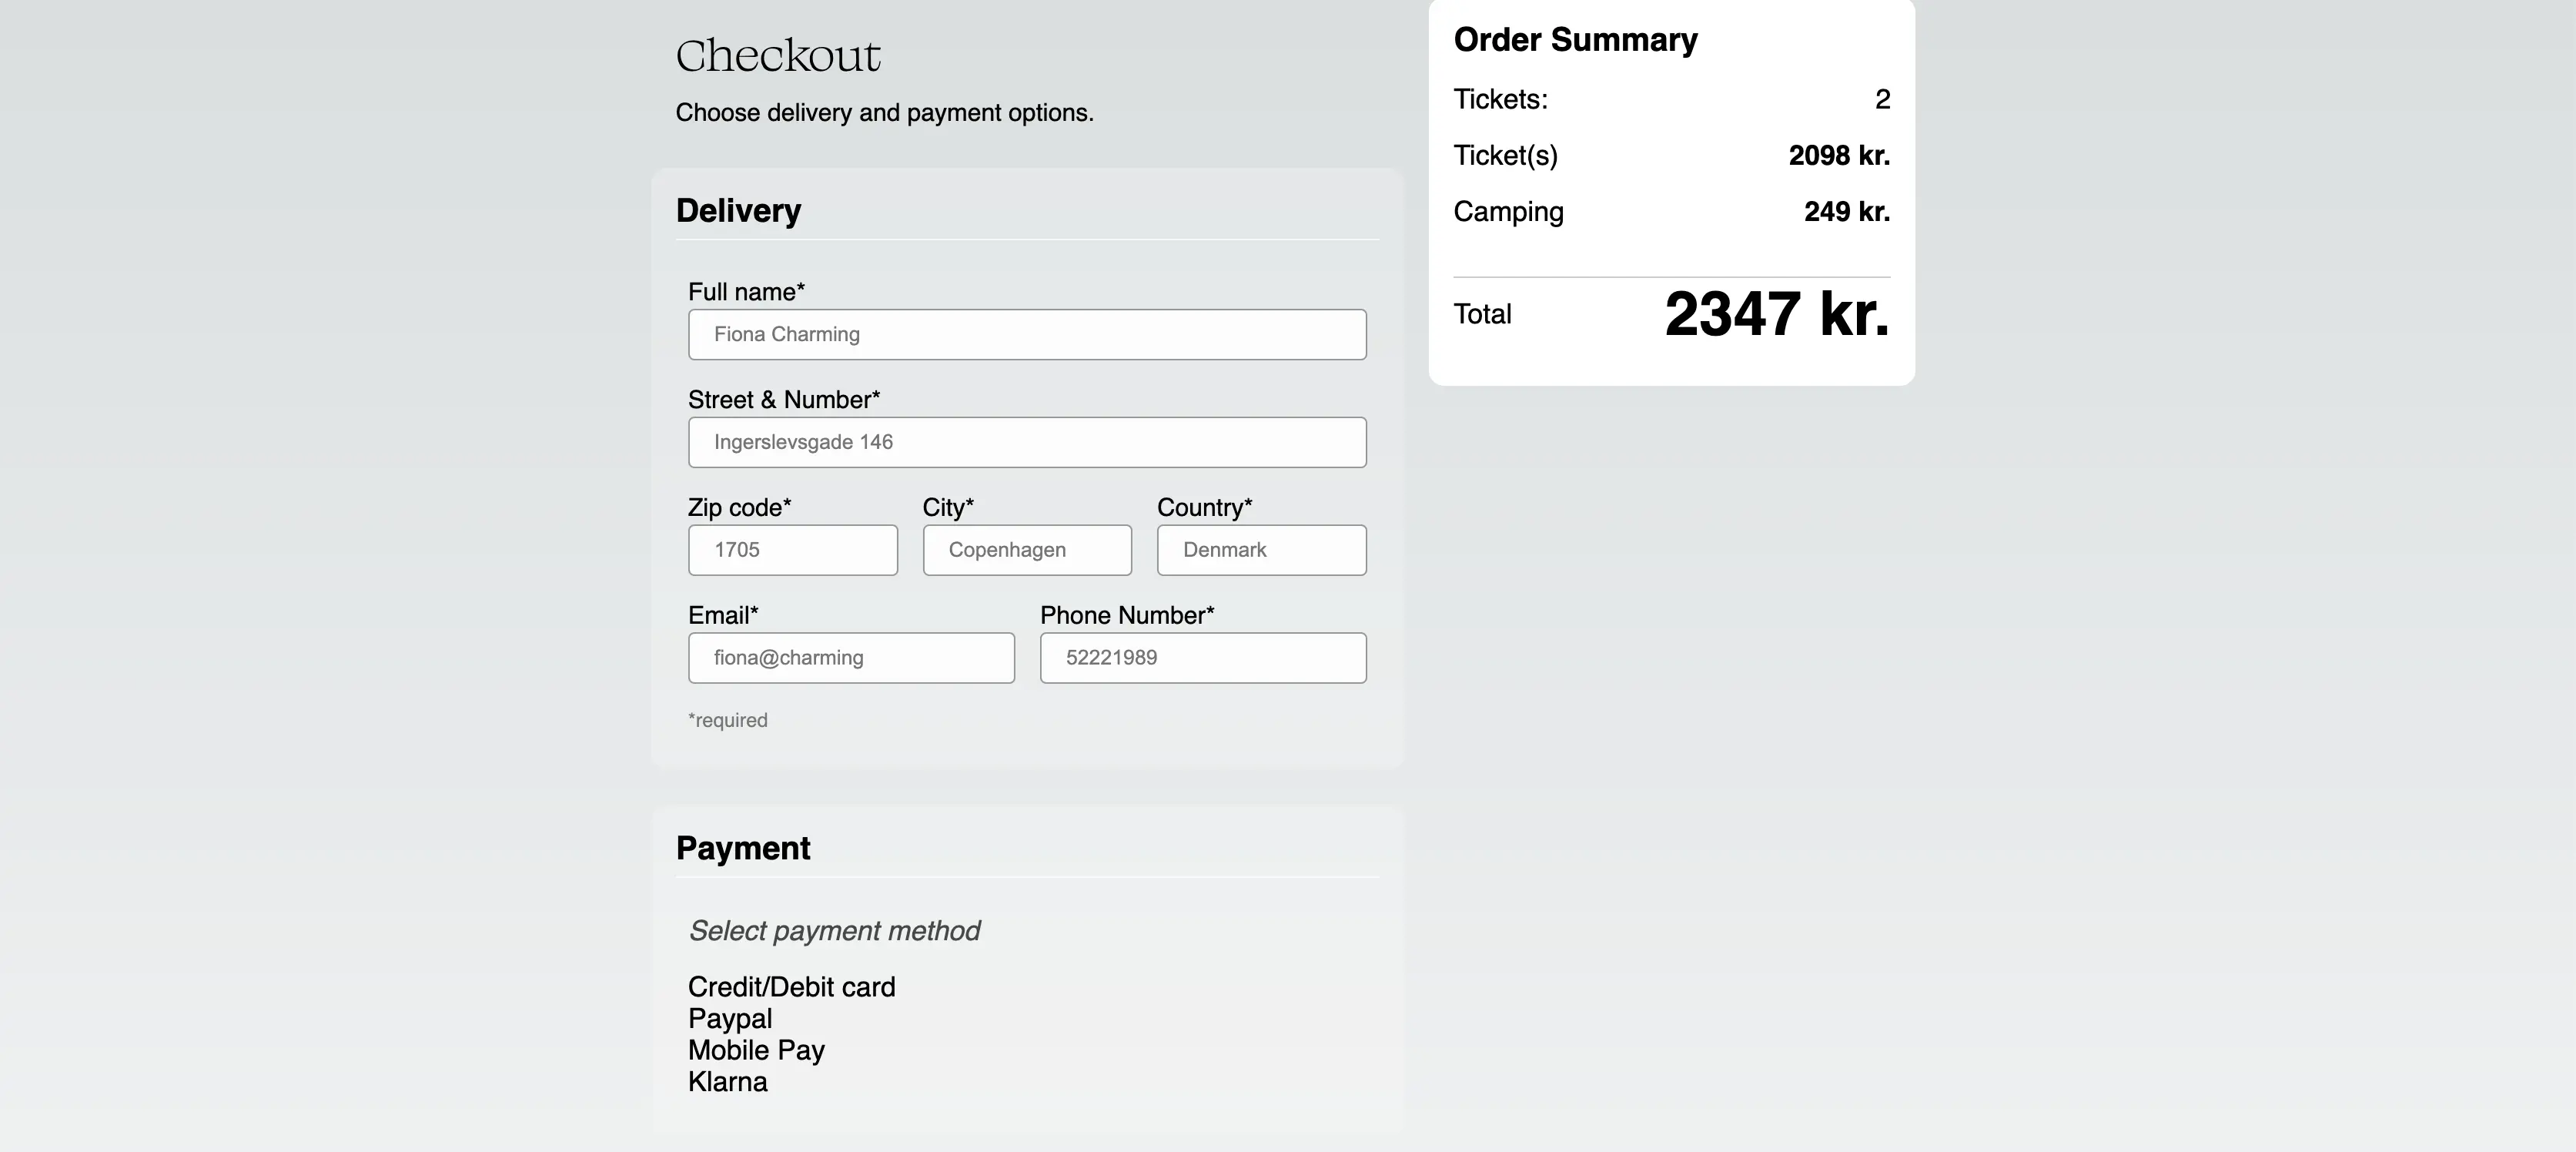 Checkout
Choose delivery and payment options.
Delivery
Full name*
Fiona Charming
Street & Number*
Ingerslevsgade 146
Zip code* City* Country*
1705 Copenhagen Denmark
Email* Phone Number*
fiona@charming 52221989
*required
Payment
Select payment method
Credit/Debit card
Paypal
Mobile Pay
Klarna
Order Summary
Tickets: 2
Ticket(s) 2098 kr.
Camping 249 kr.
Total 2347 kr.